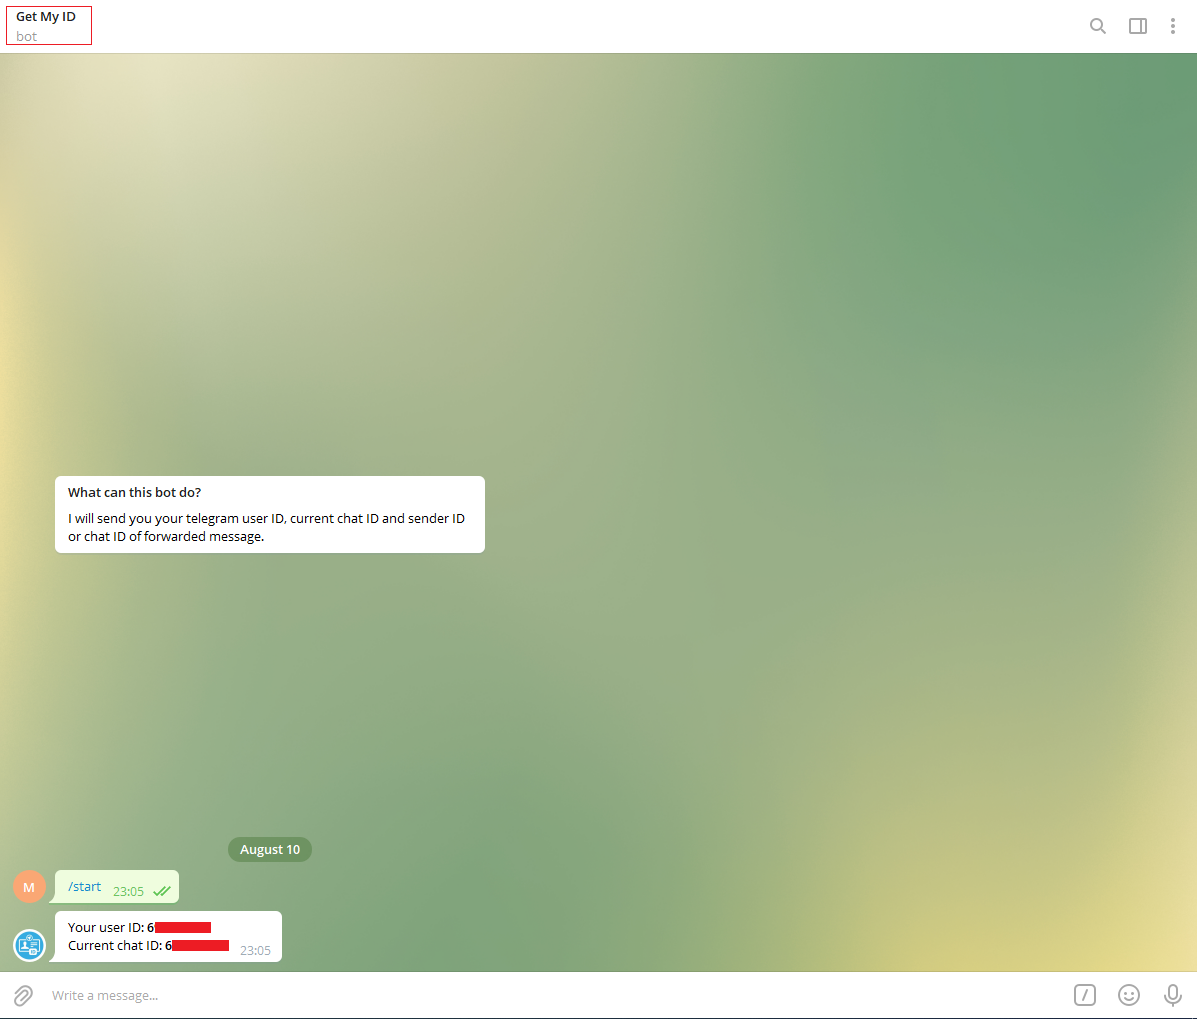 Get My ID
bot
What can this bot do?
I will send you your telegram user ID, current chat ID and sender ID
or chat ID of forwarded message.
August 10
M
/start 23:05
Your user ID: 6
Current chat ID: 6
23:05
Write a message...